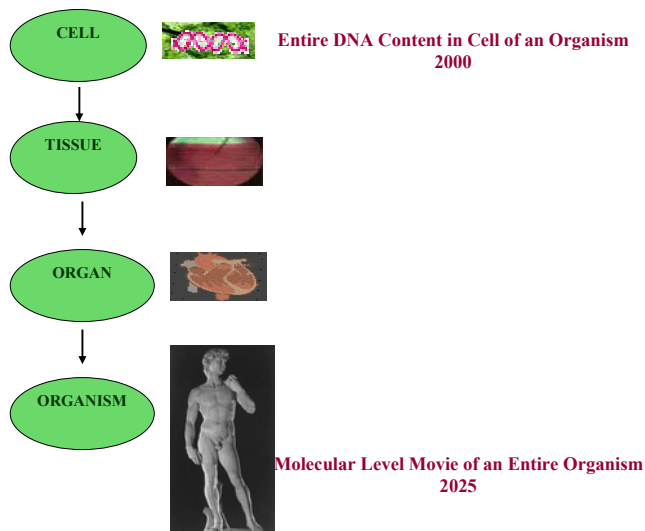 CELL
Entire DNA Content in Cell of an Organism
2000
TISSUE
ORGAN
ORGANISM
Molecular Level Movie of an Entire Organism
2025